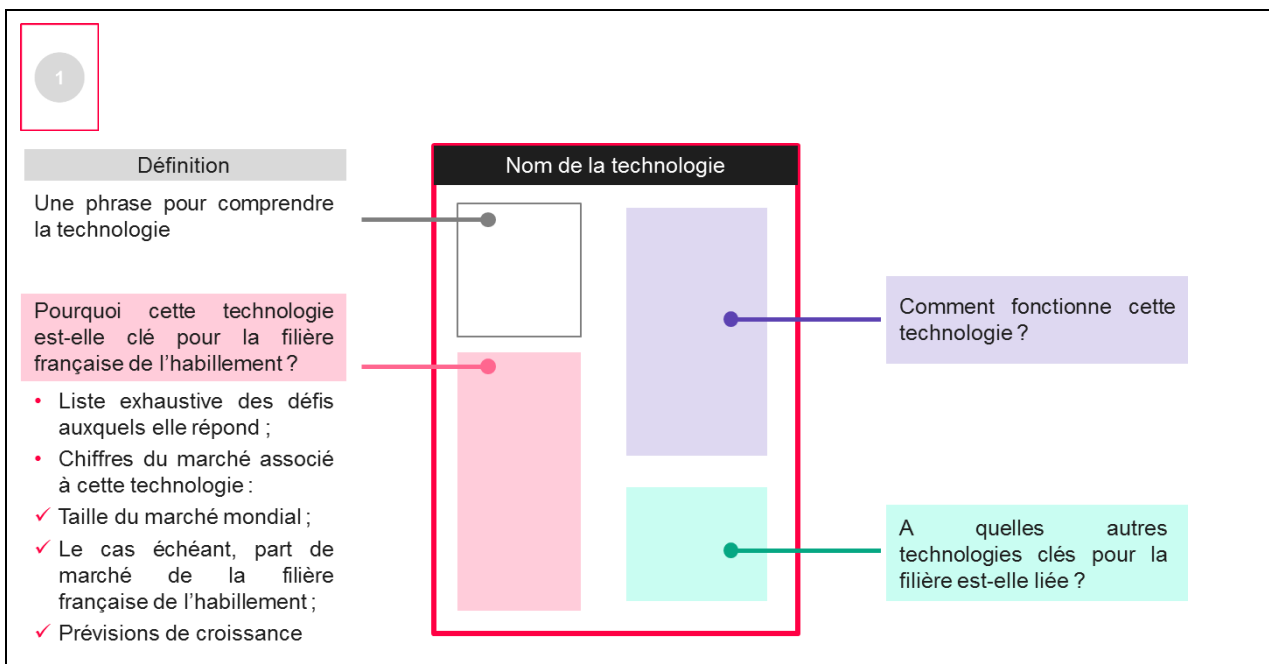 1
Définition
Une phrase pour comprendre
la technologie
Pourquoi cette technologie
est-elle clé pour la filière
française de l'habillement ?
• Liste exhaustive des défis
auxquels elle répond ;
• Chiffres du marché associé
à cette technologie :
✓ Taille du marché mondial ;
✓ Le cas échéant, part de
marché de la filière
française de l'habillement ;
✓ Prévisions de croissance
Nom de la technologie
Comment fonctionne cette
technologie ?
A quelles autres
technologies clés pour la
filière est-elle liée ?